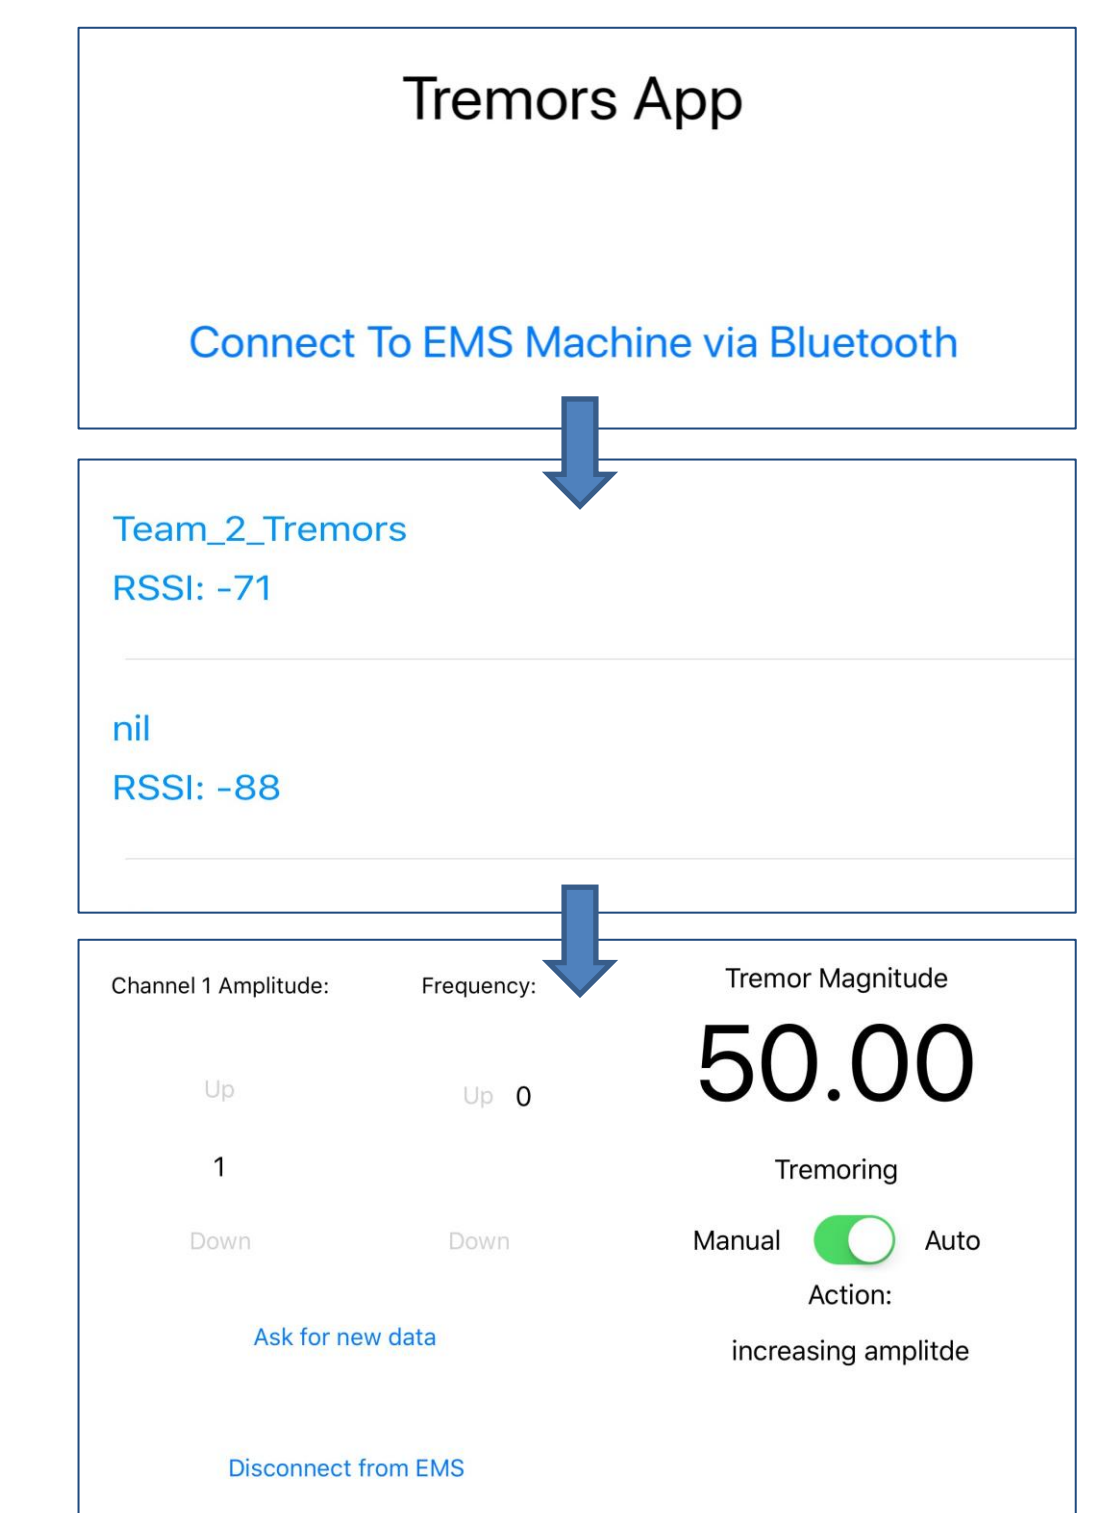 Tremors App
Connect To EMS Machine via Bluetooth
Team_2_Tremors
RSSI: -71
nil
RSSI: -88
Channel 1 Amplitude:
Frequency:
Tremor Magnitude
50.00
Up
Up 0
1
Tremoring
Down
Down
Manual
Auto
Action:
Ask for new data
increasing amplitde
Disconnect from EMS